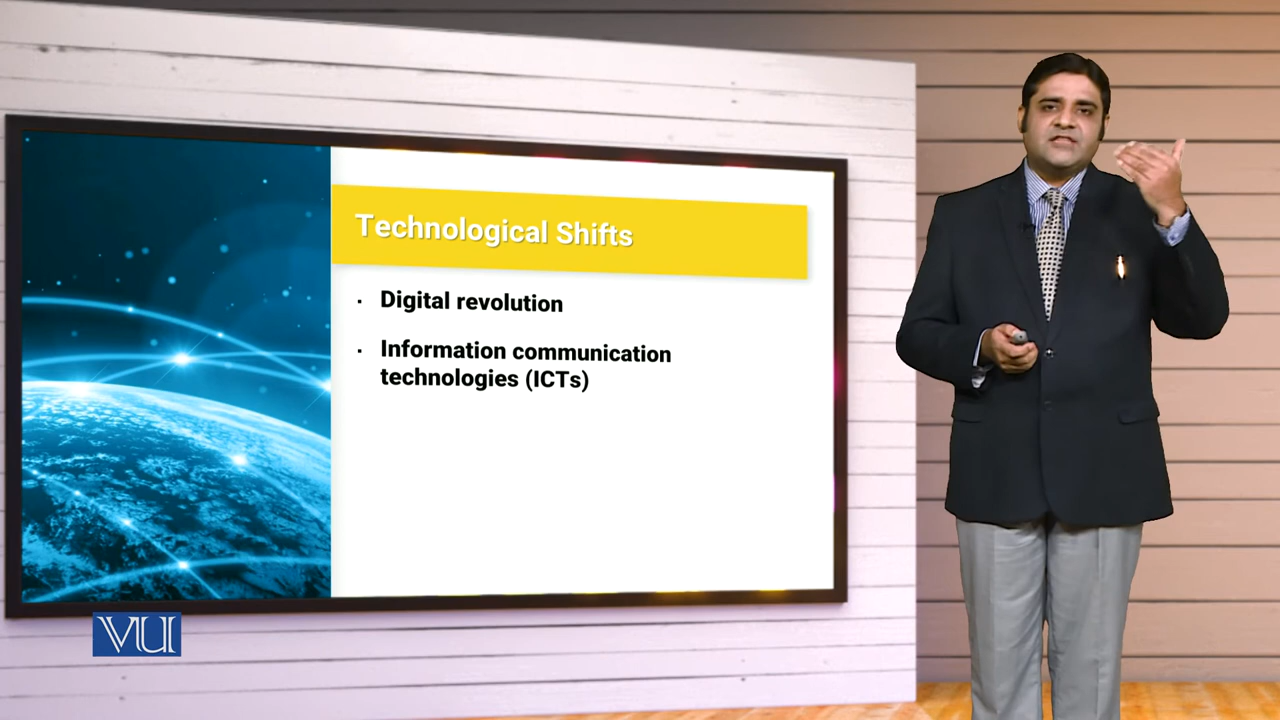 Technological Shifts
· Digital revolution
· Information communication
technologies (ICTs)
VU